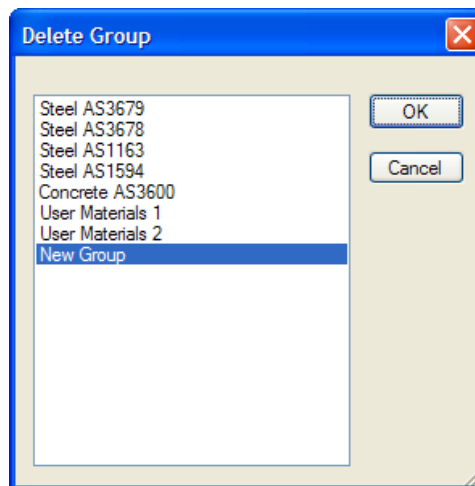 Delete Group
Steel AS3679
Steel AS3678
Steel AS1163
Steel AS1594
Concrete AS3600
User Materials 1
User Materials 2
New Group
OK
Cancel